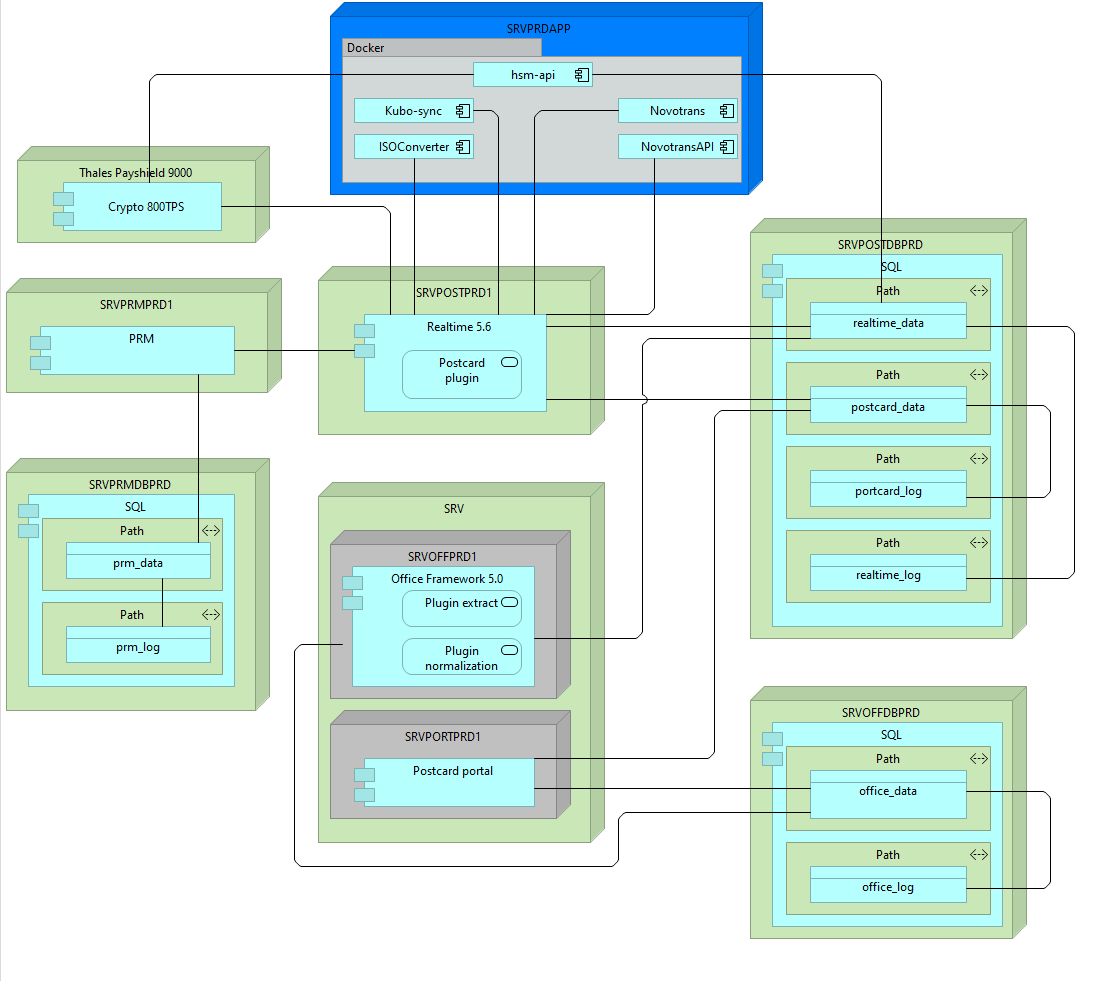 SRVPRDAPP
Docker
hsm-api
Kubo-sync
Novotrans
ISOConverter
NovotransAPI
Thales Payshield 9000
Crypto 800TPS
SRVPOSTDBPRD
SQL
Path
realtime_data
Path
postcard_data
Path
portcard_log
Path
realtime_log
SRVPRMPRD1
PRM
SRVPOSTPRD1
Realtime 5.6
Postcard
plugin
SRVPRMDBPRD
SQL
Path
prm_data
Path
prm_log
SRV
SRVOFFPRD1
Office Framework 5.0
Plugin extract
Plugin
normalization
SRVPORTPRD1
Postcard portal
SRVOFFDBPRD
SQL
Path
office_data
Path
office_log